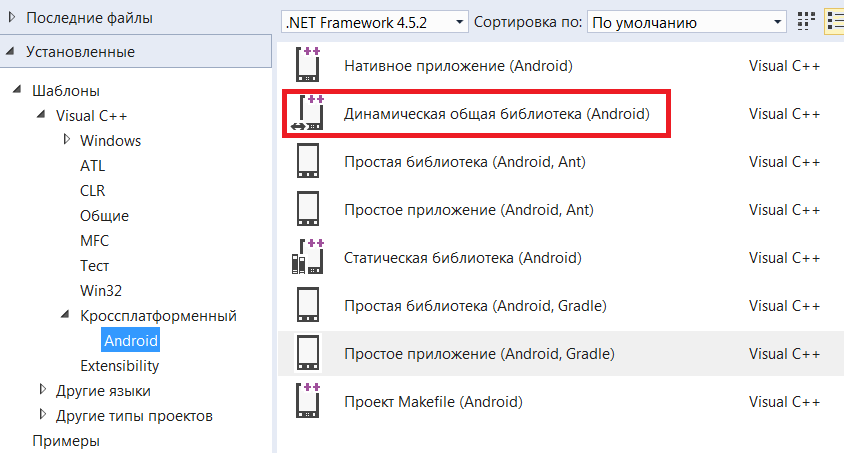 Последние файлы
.NET Framework 4.5.2
Сортировка по:
По умолчанию
Установленные
Шаблоны
Visual C++
Windows
ATL
CLR
Общие
MFC
Тест
Win32
Кроссплатформенный
Android
Extensibility
Другие языки
Другие типы проектов
Примеры
Нативное приложение (Android) Visual C++
Динамическая общая библиотека (Android) Visual C++
Простая библиотека (Android, Ant) Visual C++
Простое приложение (Android, Ant) Visual C++
Статическая библиотека (Android) Visual C++
Простая библиотека (Android, Gradle) Visual C++
Простое приложение (Android, Gradle) Visual C++
Проект Makefile (Android) Visual C++